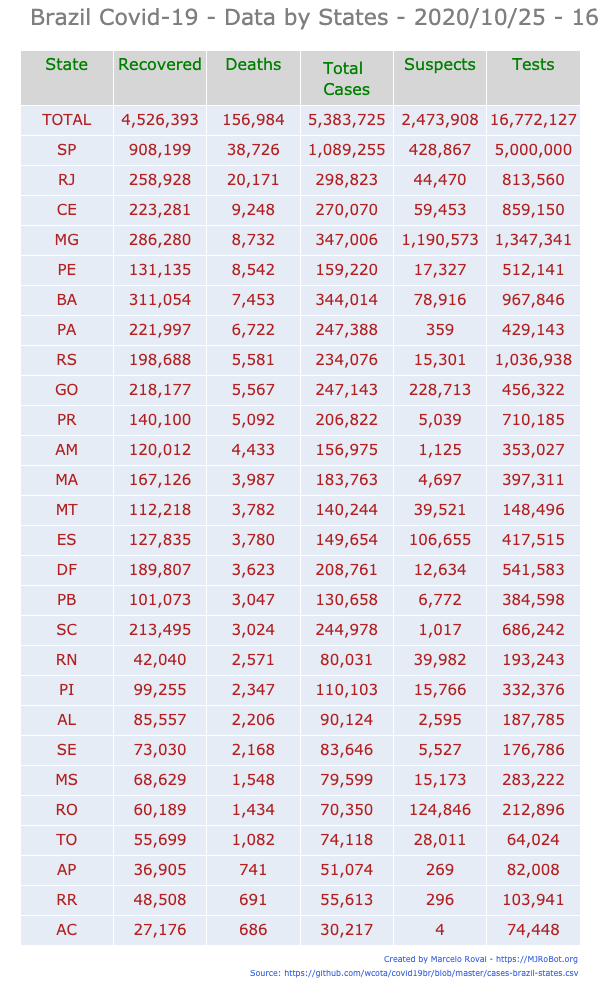 Brazil Covid-19 - Data by States - 2020/10/25 - 16
State Recovered Deaths Total Cases Suspects Tests
TOTAL 4,526,393 156,984 5,383,725 2,473,908 16,772,127
SP 908,199 38,726 1,089,255 428,867 5,000,000
RJ 258,928 20,171 298,823 44,470 813,560
CE 223,281 9,248 270,070 59,453 859,150
MG 286,280 8,732 347,006 1,190,573 1,347,341
PE 131,135 8,542 159,220 17,327 512,141
BA 311,054 7,453 344,014 78,916 967,846
PA 221,997 6,722 247,388 359 429,143
RS 198,688 5,581 234,076 15,301 1,036,938
GO 218,177 5,567 247,143 228,713 456,322
PR 140,100 5,092 206,822 5,039 710,185
AM 120,012 4,433 156,975 1,125 353,027
MA 167,126 3,987 183,763 4,697 397,311
MT 112,218 3,782 140,244 39,521 148,496
ES 127,835 3,780 149,654 106,655 417,515
DF 189,807 3,623 208,761 12,634 541,583
PB 101,073 3,047 130,658 6,772 384,598
SC 213,495 3,024 244,978 1,017 686,242
RN 42,040 2,571 80,031 39,982 193,243
PI 99,255 2,347 110,103 15,766 332,376
AL 85,557 2,206 90,124 2,595 187,785
SE 73,030 2,168 83,646 5,527 176,786
MS 68,629 1,548 79,599 15,173 283,222
RO 60,189 1,434 70,350 124,846 212,896
TO 55,699 1,082 74,118 28,011 64,024
AP 36,905 741 51,074 269 82,008
RR 48,508 691 55,613 296 103,941
AC 27,176 686 30,217 4 74,448
Created by Marcelo Rovai - https://MJRoBot.org
Source: https://github.com/wcota/covid19br/blob/master/cases-brazil-states.csv